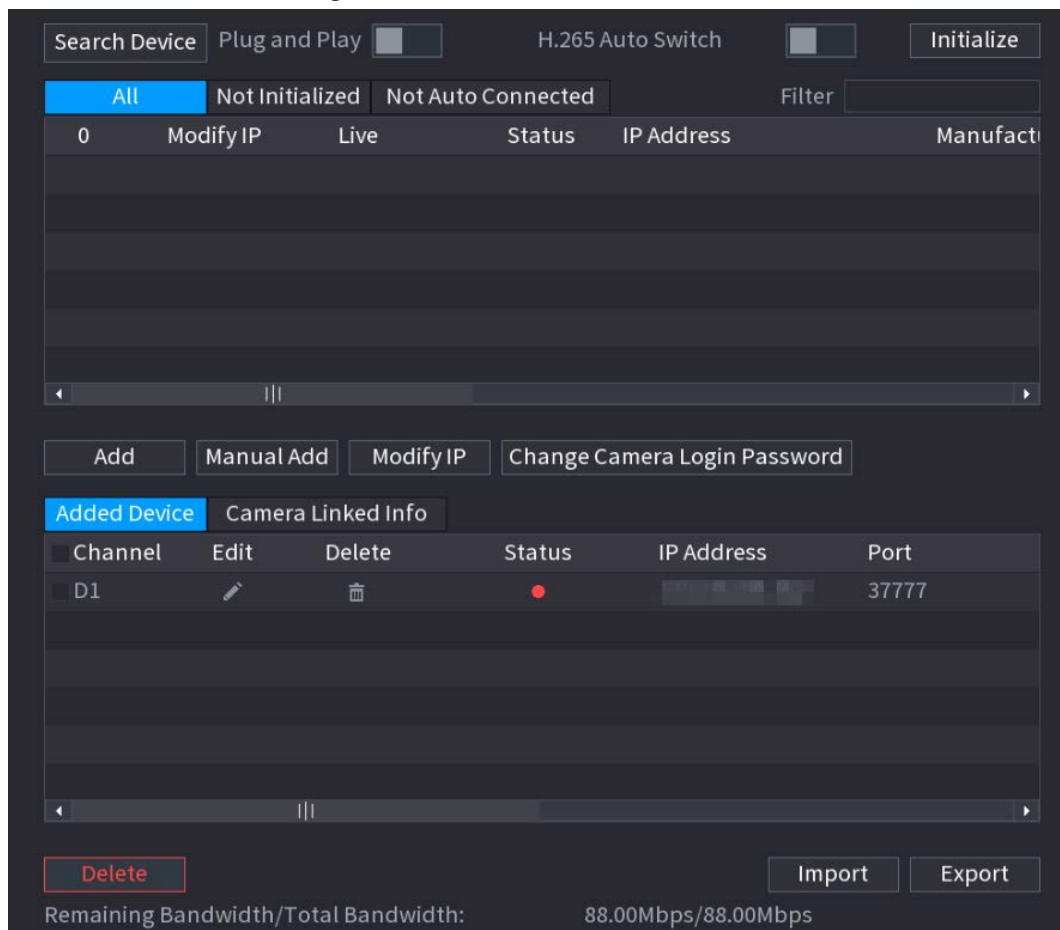 Search Device Plug and Play H.265 Auto Switch Initialize
All Not Initialized Not Auto Connected Filter
0 Modify IP Live Status IP Address Manufactu
Add Manual Add Modify IP Change Camera Login Password
Added Device Camera Linked Info
Channel Edit Delete Status IP Address Port
D1 37777
Delete Import Export
Remaining Bandwidth/Total Bandwidth: 88.00Mbps/88.00Mbps